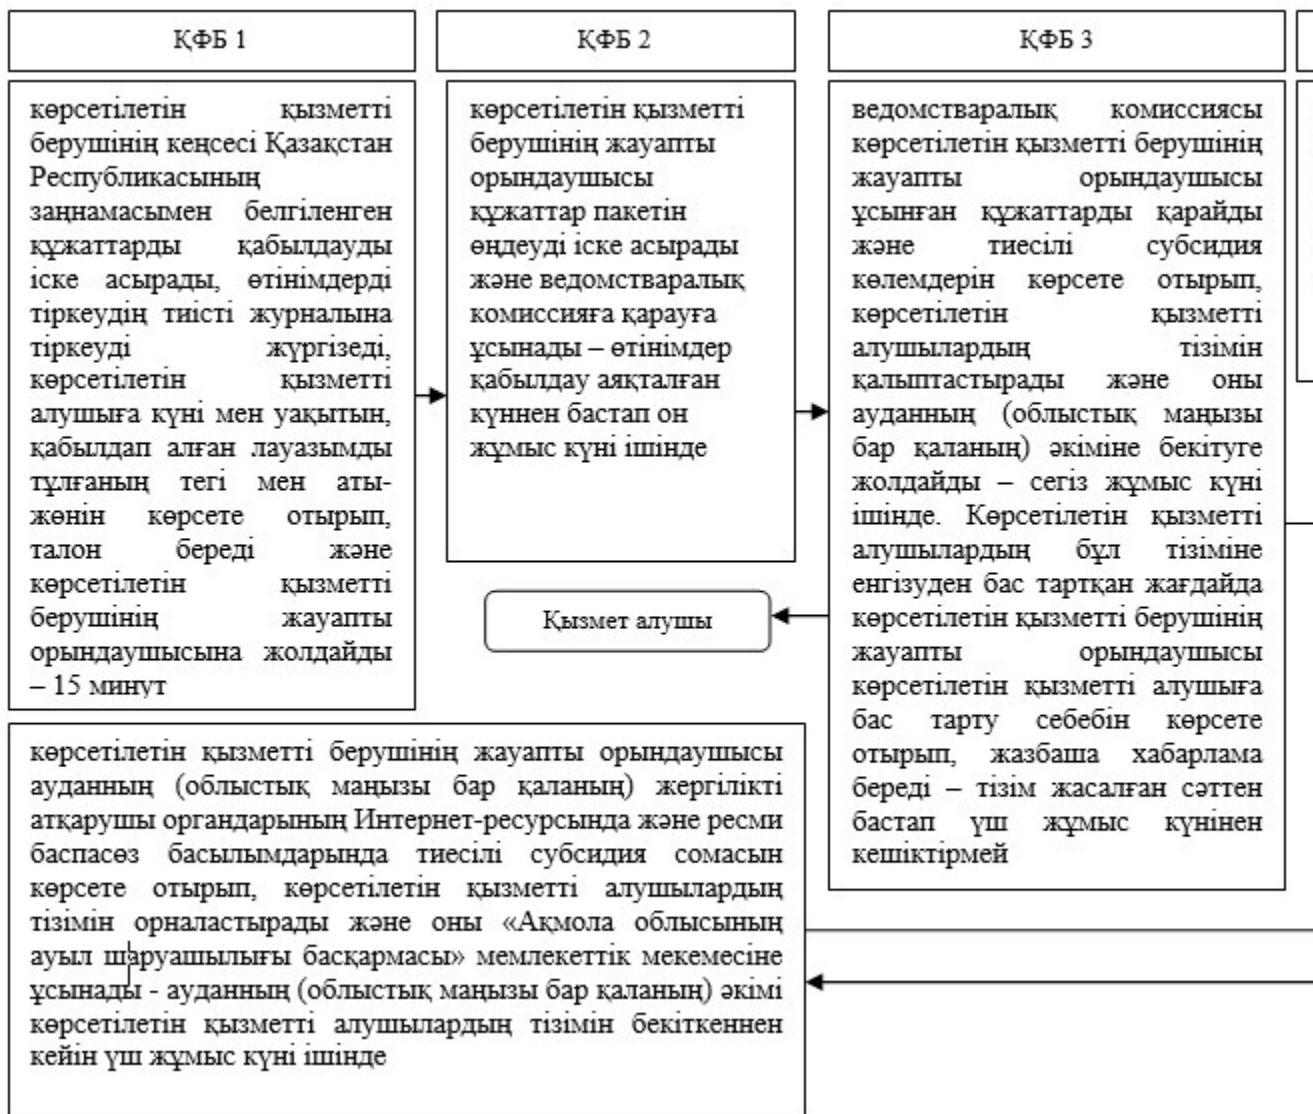 ҚФБ 1
көрсетілетін қызметті
берушінің кеңсесі Қазақстан
Республикасының
заңнамасымен белгіленген
құжаттарды қабылдауды
іске асырады, өтінімдерді
тіркеудің тиісті журналына
тіркеуді жүргізеді,
көрсетілетін қызметті
алушыға күні мен уақытын,
қабылдап алған лауазымды
тұлғаның тегі мен аты-
жөнін көрсете отырып,
талон береді және
көрсетілетін қызметті
берушінің жауапты
орындаушысына жолдайды
– 15 минут
ҚФБ 2
көрсетілетін қызметті
берушінің жауапты
орындаушысы
құжаттар пакетін
өңдеуді іске асырады
және ведомстваралық
комиссияға қарауға
ұсынады – өтінімдер
қабылдау аяқталған
күннен бастап он
жұмыс күні ішінде
ҚФБ 3
ведомстваралық комиссиясы
көрсетілетін қызметті берушінің
жауапты орындаушысы
ұсынған құжаттарды қарайды
және тиесілі субсидия
көлемдерін көрсете отырып,
көрсетілетін қызметті
алушылардың тізімін
қалыптастырады және оны
ауданның (облыстық маңызы
бар қаланың) әкіміне бекітуге
жолдайды – сегіз жұмыс күні
ішінде. Көрсетілетін қызметті
алушылардың бұл тізіміне
енгізуден бас тартқан жағдайда
көрсетілетін қызметті берушінің
жауапты орындаушысы
көрсетілетін қызметті алушыға
бас тарту себебін көрсете
отырып, жазбаша хабарлама
береді – тізім жасалған сәттен
бастап үш жұмыс күнінен
кешіктірмей
Қызмет алушы
көрсетілетін қызметті берушінің жауапты орындаушысы
ауданның (облыстық маңызы бар қаланың) жергілікті
атқарушы органдарының Интернет-ресурсында және ресми
баспасөз басылымдарында тиесілі субсидия сомасын
көрсете отырып, көрсетілетін қызметті алушылардың
тізімін орналастырады және оны «Ақмола облысының
ауыл шаруашылығы басқармасы» мемлекеттік мекемесіне
ұсынады - ауданның (облыстық маңызы бар қаланың) әкімі
көрсетілетін қызметті алушылардың тізімін бекіткеннен
кейін үш жұмыс күні ішінде